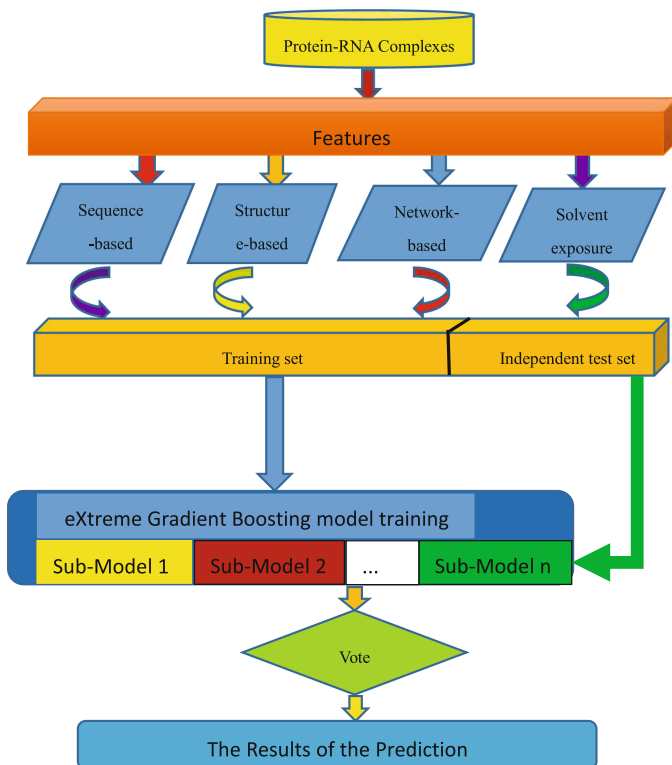 Protein-RNA Complexes
Features
Sequence
-based
Structur
e-based
Network-
based
Solvent
exposure
Training set
Independent test set
eXtreme Gradient Boosting model training
Sub-Model 1
Sub-Model 2
...
Sub-Model n
Vote
The Results of the Prediction